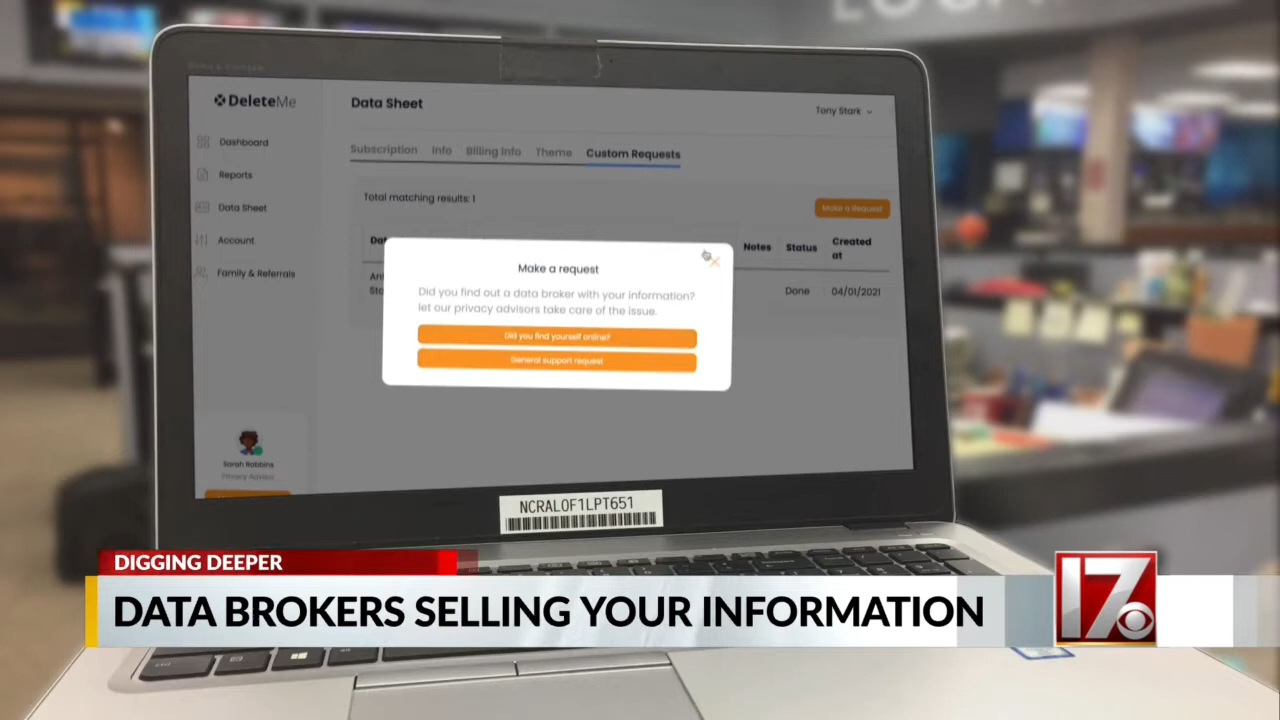 DeleteMe
Data Sheet
Tony Stark
Dashboard
Reports
Data Sheet
Account
Family & Referrals
Subscription Info Billing Info Theme Custom Requests
Total matching results: 1
Make a Request
Notes Status Created at
Done 04/01/2021
Make a request
Did you find out a data broker with your information?
let our privacy advisors take care of the issue.
Did you find yourself online?
General support request
Sarah Robbins
Privacy Advisor
NCRALOF1LPT651
DIGGING DEEPER
DATA BROKERS SELLING YOUR INFORMATION
17